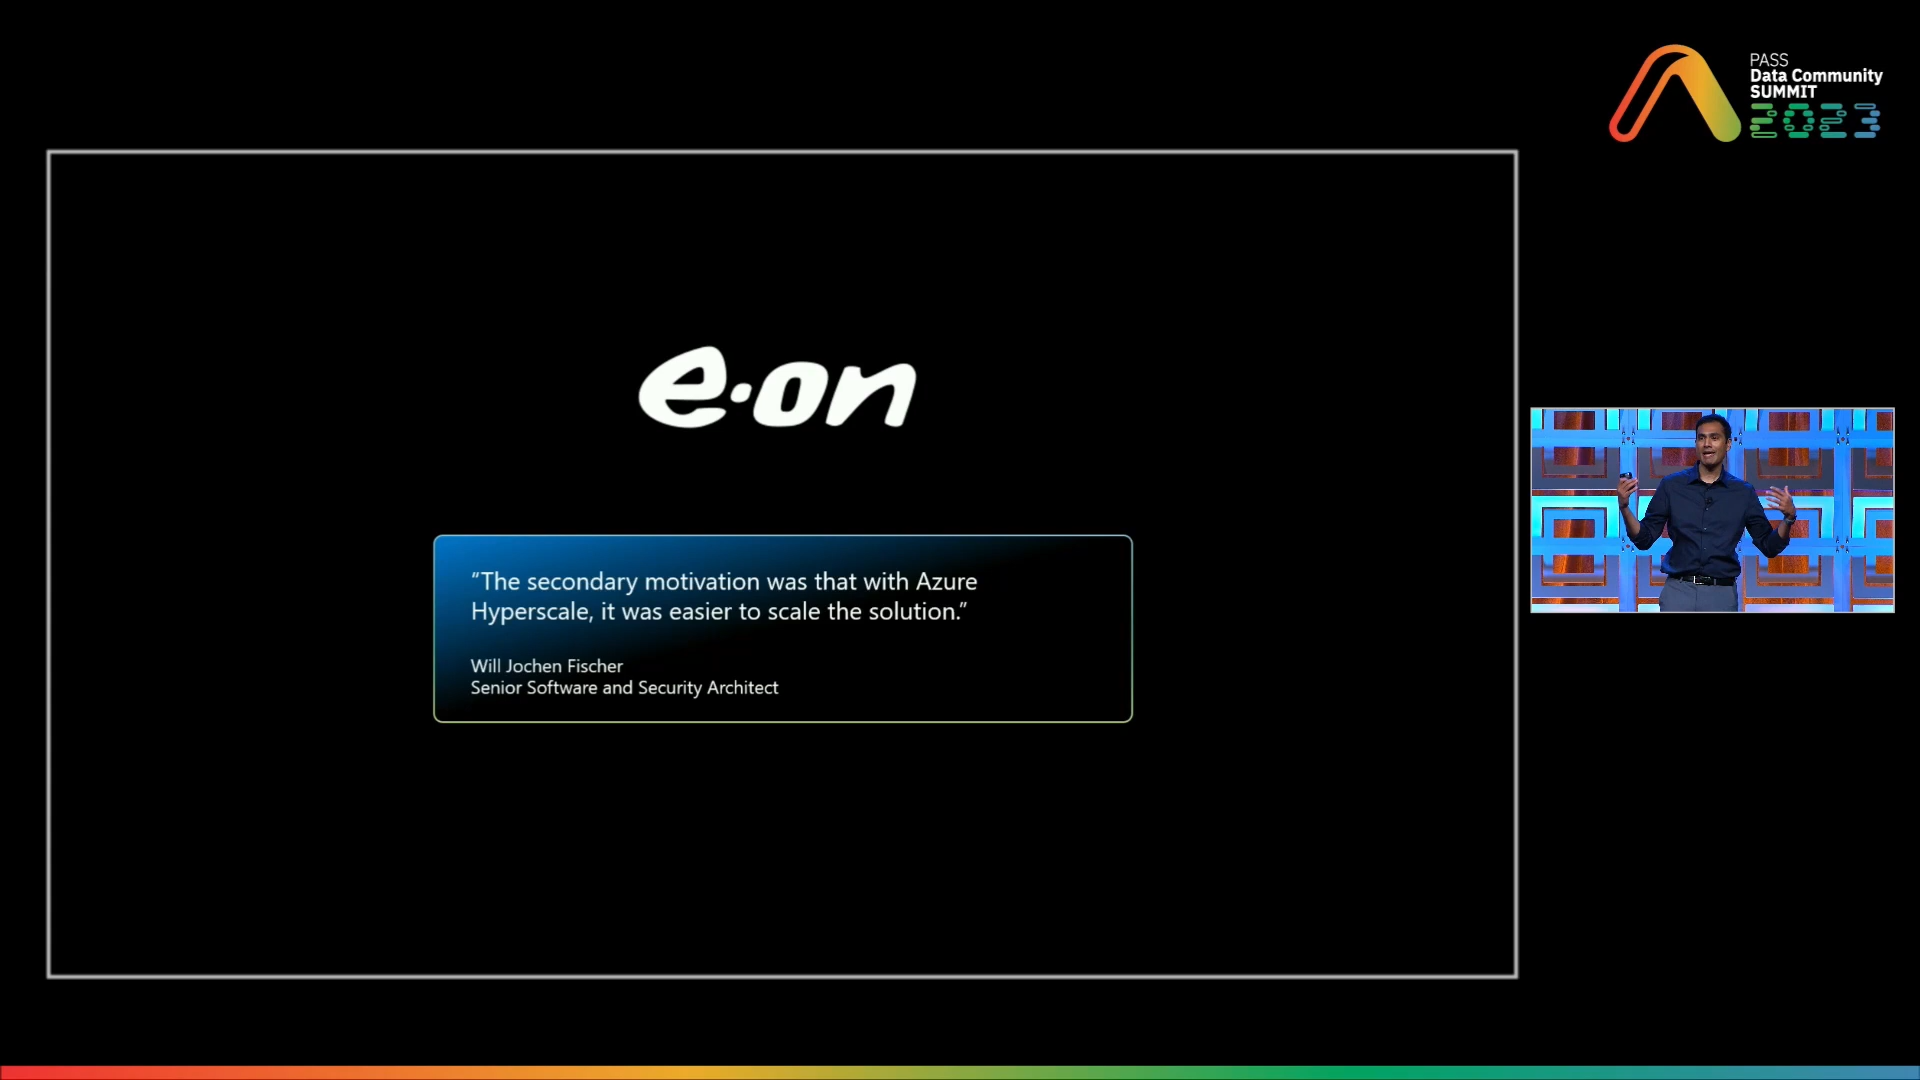 PASS
Data Community
SUMMIT
2023
e·on
“The secondary motivation was that with Azure
Hyperscale, it was easier to scale the solution.”
Will Jochen Fischer
Senior Software and Security Architect